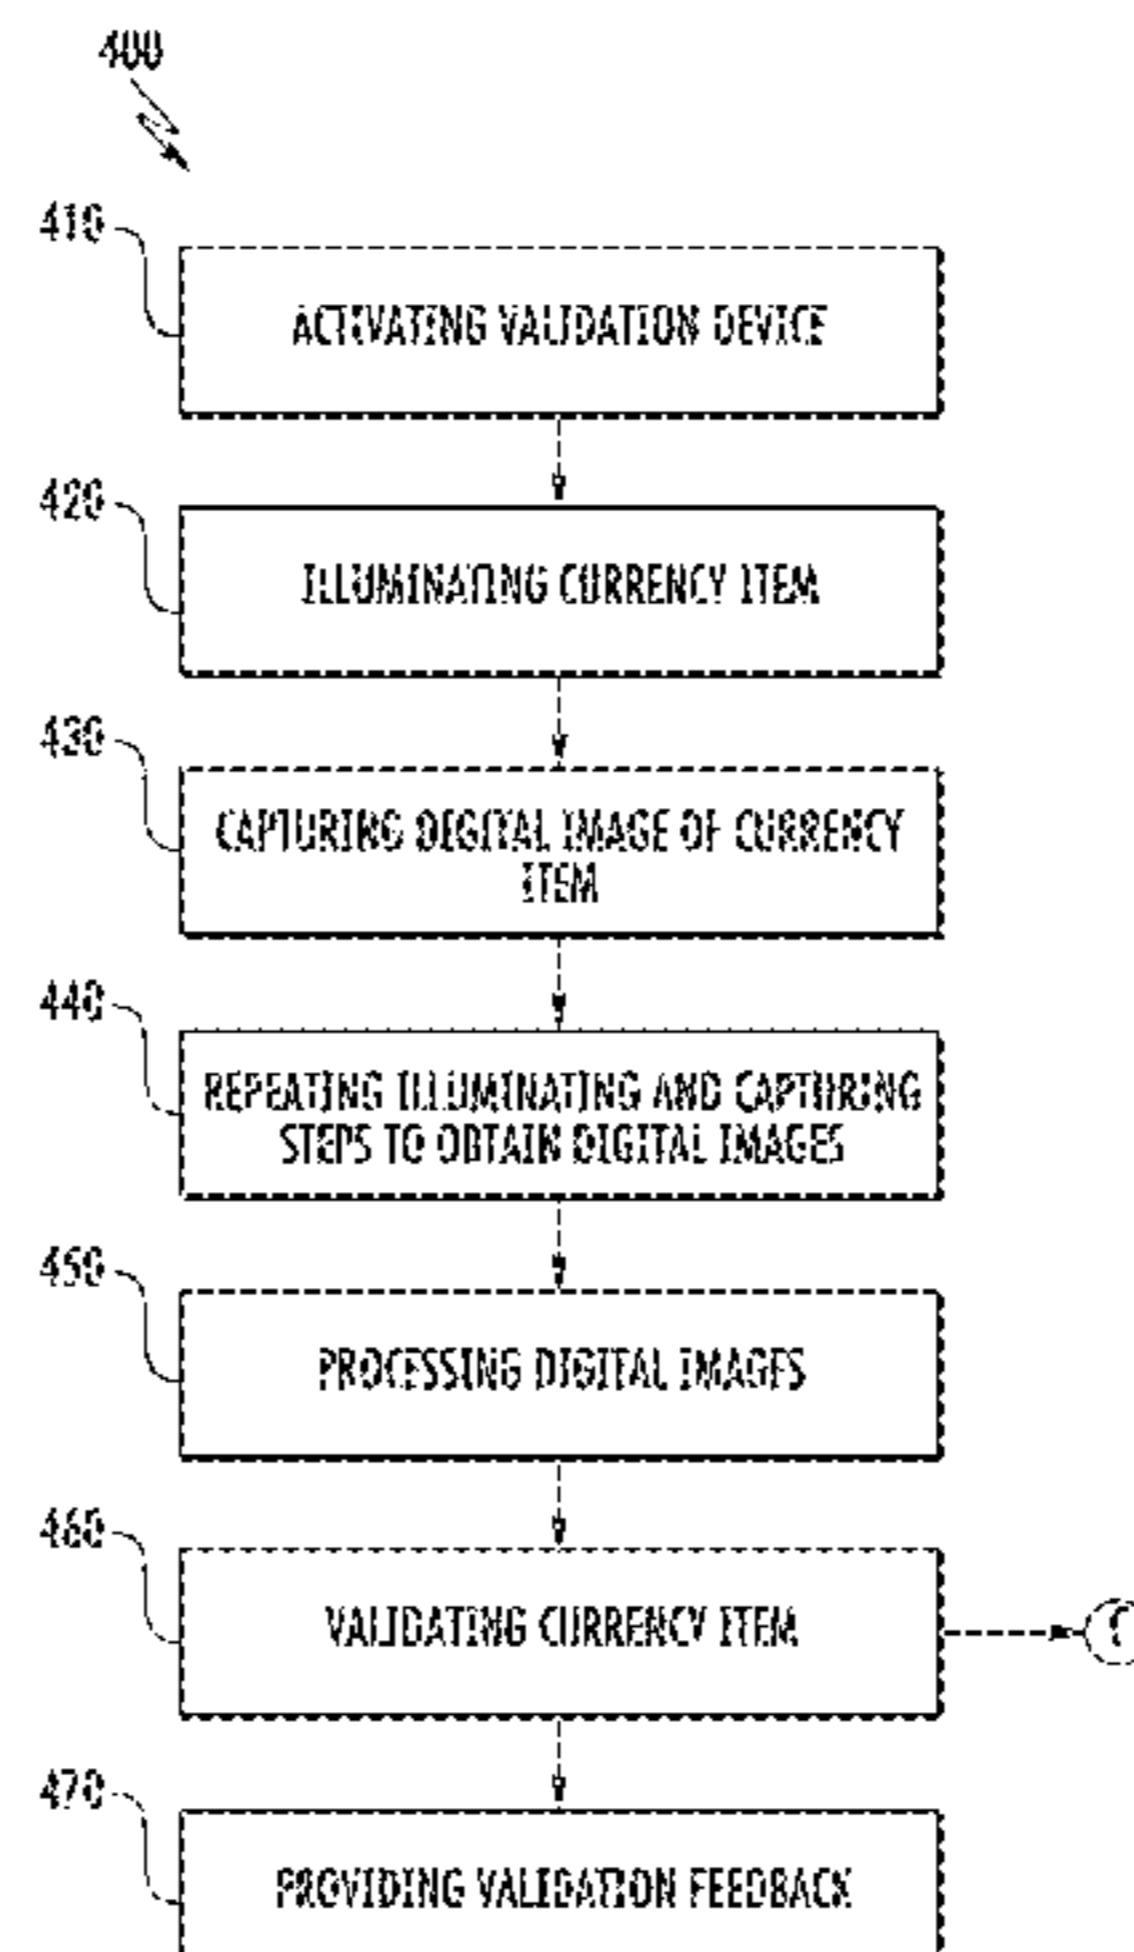 400
410
ACTIVATING VALIDATION DEVICE
420
ILLUMINATING CURRENCY ITEM
430
CAPTURING DIGITAL IMAGE OF CURRENCY
ITEM
440
REPEATING ILLUMINATING AND CAPTURING
STEPS TO OBTAIN DIGITAL IMAGES
450
PROCESSING DIGITAL IMAGES
460
VALIDATING CURRENCY ITEM
470
PROVIDING VALIDATION FEEDBACK